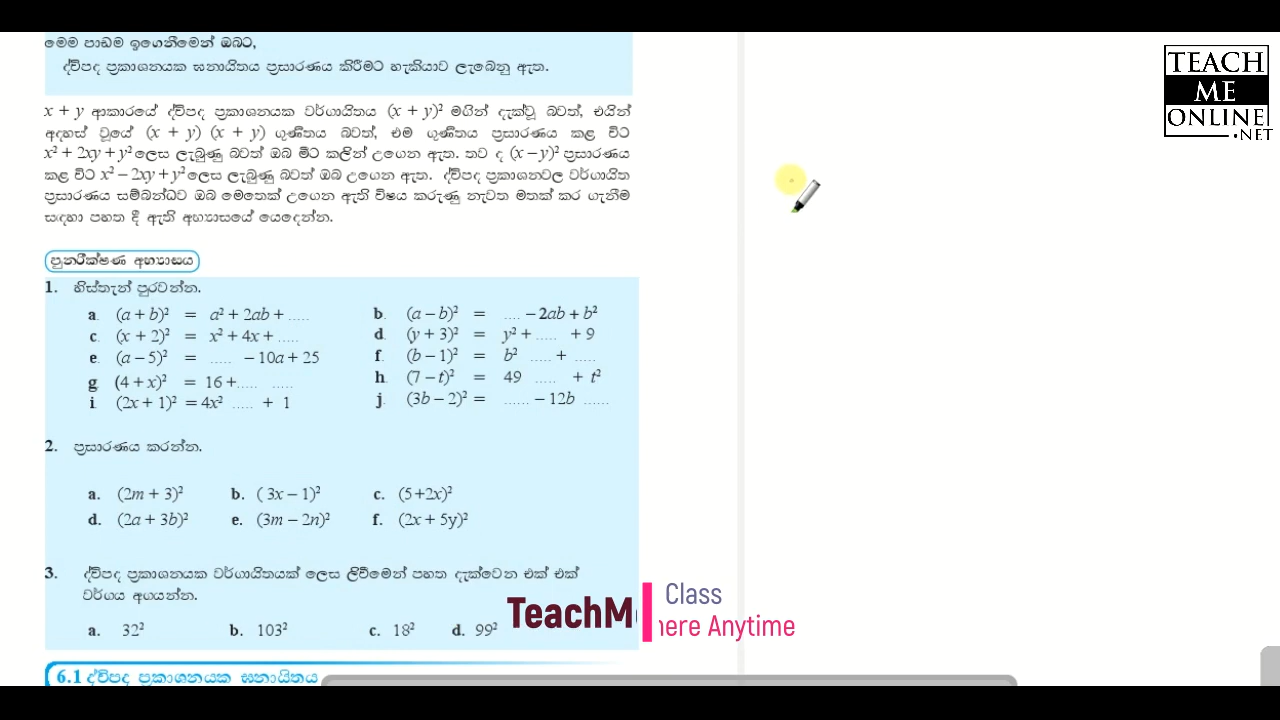 මෙම පාඩම ඉගෙනීමෙන් ඔබට,
ද්විපද ප්‍රකාශනයක ඝනායිතය ප්‍රසාරණය කිරීමට හැකියාව ලැබෙනු ඇත.
TEACH
ME
ONLINE
.NET
x + y ආකාරයේ ද්විපද ප්‍රකාශනයක වර්ගායිතය (x + y)² මගින් දැක්වූ බවත්, එයින්
අදහස් වූයේ (x + y) (x + y) ගුණිතය බවත්, එම ගුණිතය ප්‍රසාරණය කළ විට
x² + 2xy + y² ලෙස ලැබුණු බවත් ඔබ මීට කලින් උගෙන ඇත. තව ද (x – y)² ප්‍රසාරණය
කළ විට x² – 2xy + y² ලෙස ලැබුණු බවත් ඔබ උගෙන ඇත. ද්විපද ප්‍රකාශනවල වර්ගායිත
ප්‍රසාරණය සම්බන්ධව ඔබ මෙතෙක් උගෙන ඇති විෂය කරුණු නැවත මතක් කර ගැනීම
සඳහා පහත දී ඇති අභ්‍යාසයේ යෙදෙන්න.
පුනරීක්ෂණ අභ්‍යාසය
1. හිස්තැන් පුරවන්න.
a. (a + b)² = a² + 2ab + ..... b. (a – b)² = .... – 2ab + b²
c. (x + 2)² = x² + 4x + ..... d. (y + 3)² = y² + ..... + 9
e. (a – 5)² = ..... – 10a + 25 f. (b – 1)² = b² ..... + .....
g (4 + x)² = 16 +..... ..... h. (7 – t)² = 49 ..... + t²
i (2x + 1)² = 4x² ..... + 1 j. (3b – 2)² = ...... – 12b ......
2. ප්‍රසාරණය කරන්න.
a. (2m + 3)² b. ( 3x – 1)² c. (5+2x)²
d. (2a + 3b)² e. (3m – 2n)² f. (2x + 5y)²
3. ද්විපද ප්‍රකාශනයක වර්ගායිතයක් ලෙස ලිවීමෙන් පහත දැක්වෙන එක් එක්
වර්ගය අගයන්න.
a. 32² b. 103² c. 18² d. 99²
TeachM
Class
here Anytime
6.1 ද්විපද ප්‍රකාශනයක ඝනායිතය